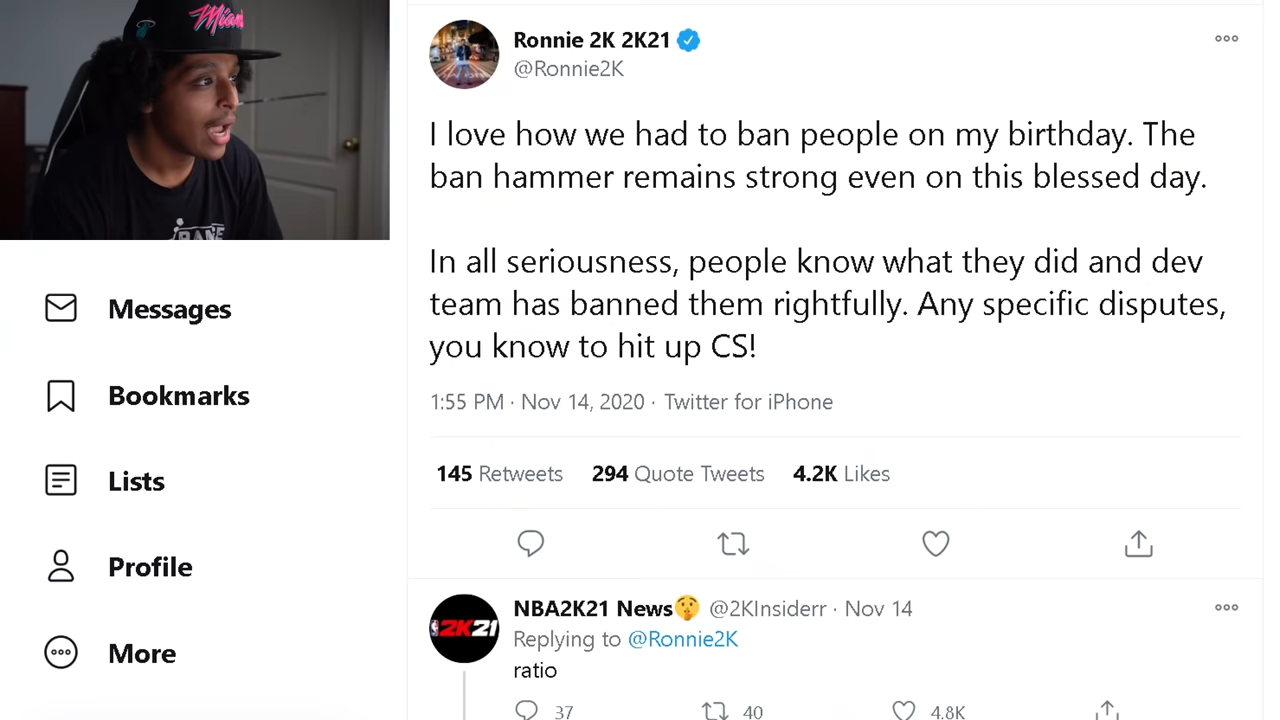 Miami
Ronnie 2K 2K21
@Ronnie2K
I love how we had to ban people on my birthday. The
ban hammer remains strong even on this blessed day.
In all seriousness, people know what they did and dev
team has banned them rightfully. Any specific disputes,
you know to hit up CS!
1:55 PM · Nov 14, 2020 · Twitter for iPhone
145 Retweets 294 Quote Tweets 4.2K Likes
Messages
Bookmarks
Lists
Profile
More
2K21
NBA2K21 News🤫 @2KInsiderr · Nov 14
Replying to @Ronnie2K
ratio
37 40 4.8K